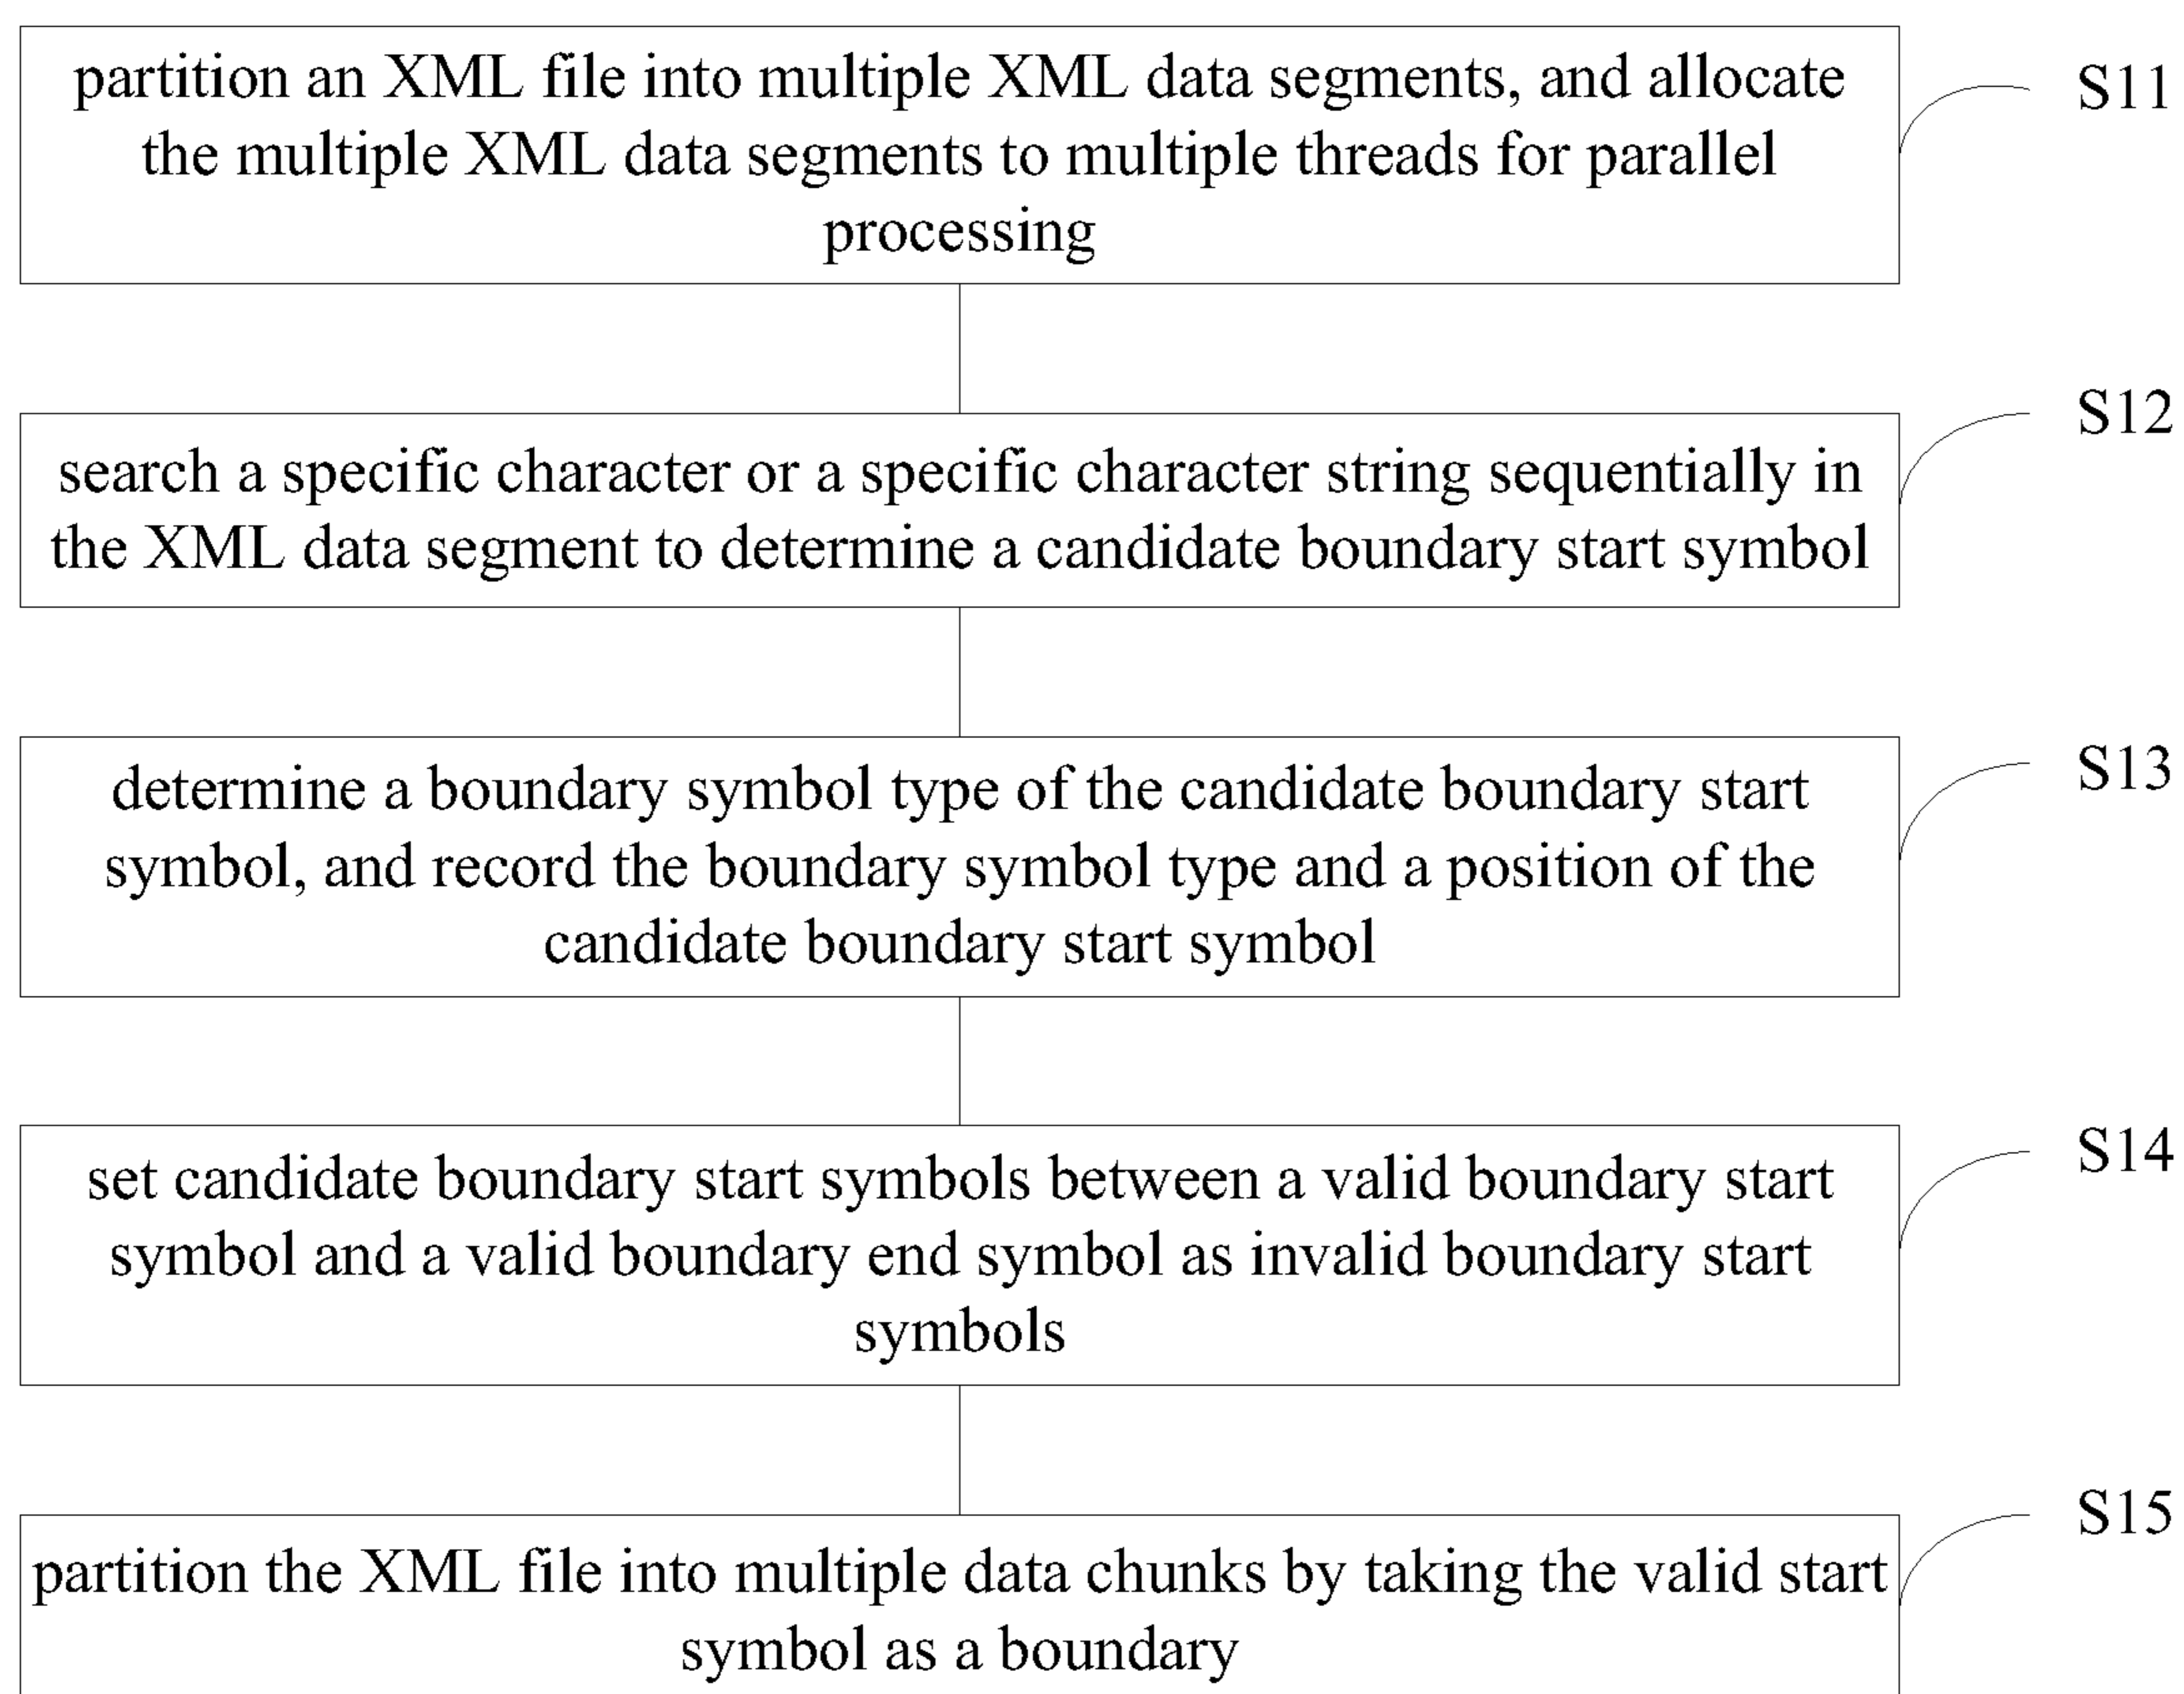 partition an XML file into multiple XML data segments, and allocate
the multiple XML data segments to multiple threads for parallel
processing
S11
search a specific character or a specific character string sequentially in
the XML data segment to determine a candidate boundary start symbol
S12
determine a boundary symbol type of the candidate boundary start
symbol, and record the boundary symbol type and a position of the
candidate boundary start symbol
S13
set candidate boundary start symbols between a valid boundary start
symbol and a valid boundary end symbol as invalid boundary start
symbols
S14
partition the XML file into multiple data chunks by taking the valid start
symbol as a boundary
S15